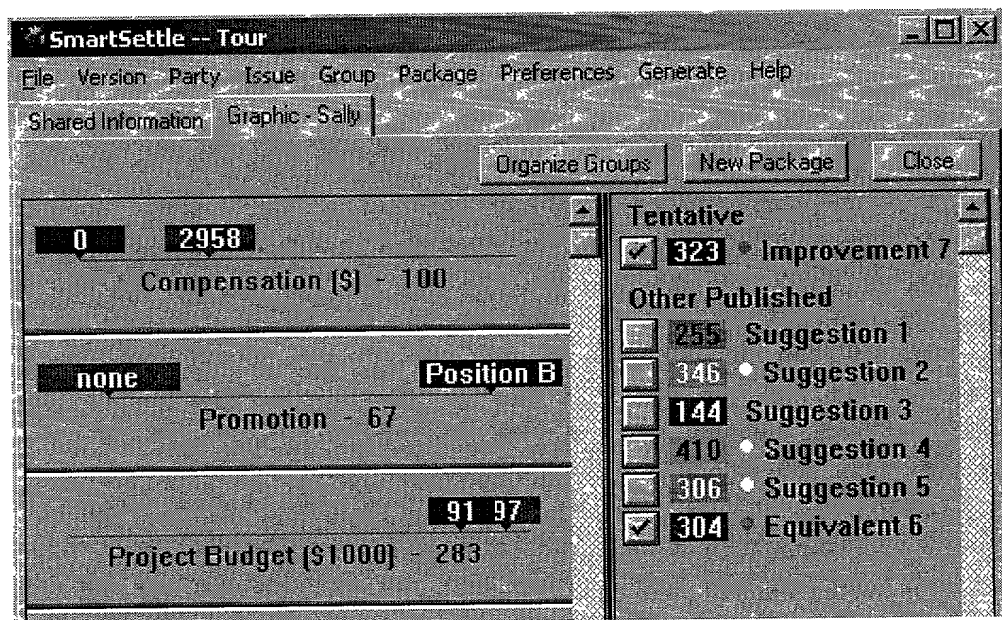 SmartSettle -- Tour
File Version Party Issue Group Package Preferences Generate Help
Shared Information Graphic - Sally
Organize Groups New Package Close
0 2958
Compensation ($) - 100
none Position B
Promotion - 67
91 97
Project Budget ($1000) - 283
Tentative
323 Improvement 7
Other Published
255 Suggestion 1
346 Suggestion 2
144 Suggestion 3
410 Suggestion 4
306 Suggestion 5
304 Equivalent 6